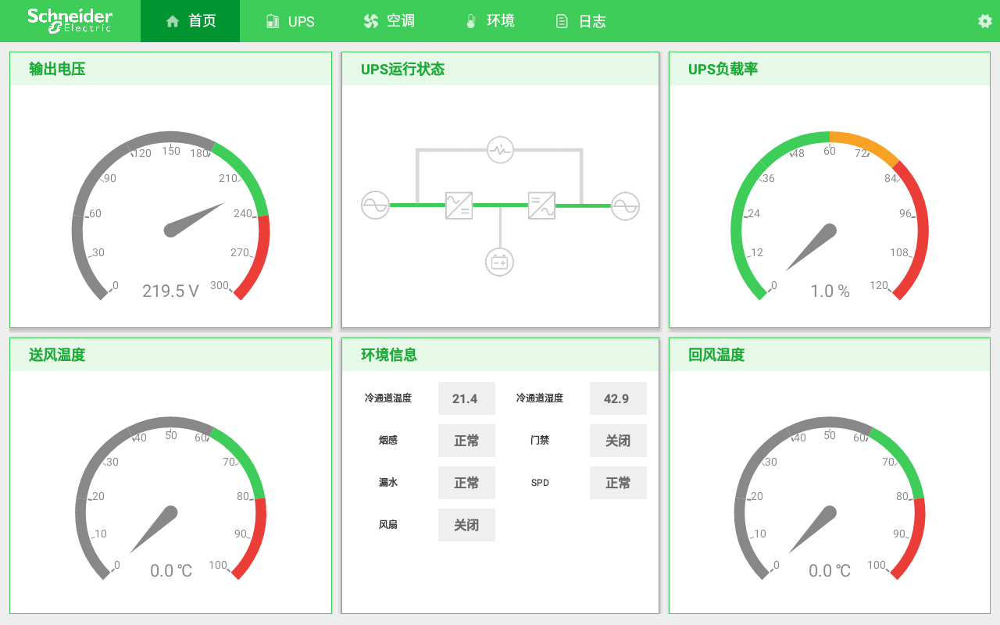 Schneider
Electric
首页
UPS
空调
环境
日志
输出电压
0
30
60
90
120
150
180
210
240
270
300
219.5 V
UPS运行状态
UPS负载率
0
12
24
36
48
60
72
84
96
108
120
1.0 %
送风温度
0
10
20
30
40
50
60
70
80
90
100
0.0 ℃
环境信息
冷通道温度 21.4 冷通道湿度 42.9
烟感 正常 门禁 关闭
漏水 正常 SPD 正常
风扇 关闭
回风温度
0
10
20
30
40
50
60
70
80
90
100
0.0 ℃